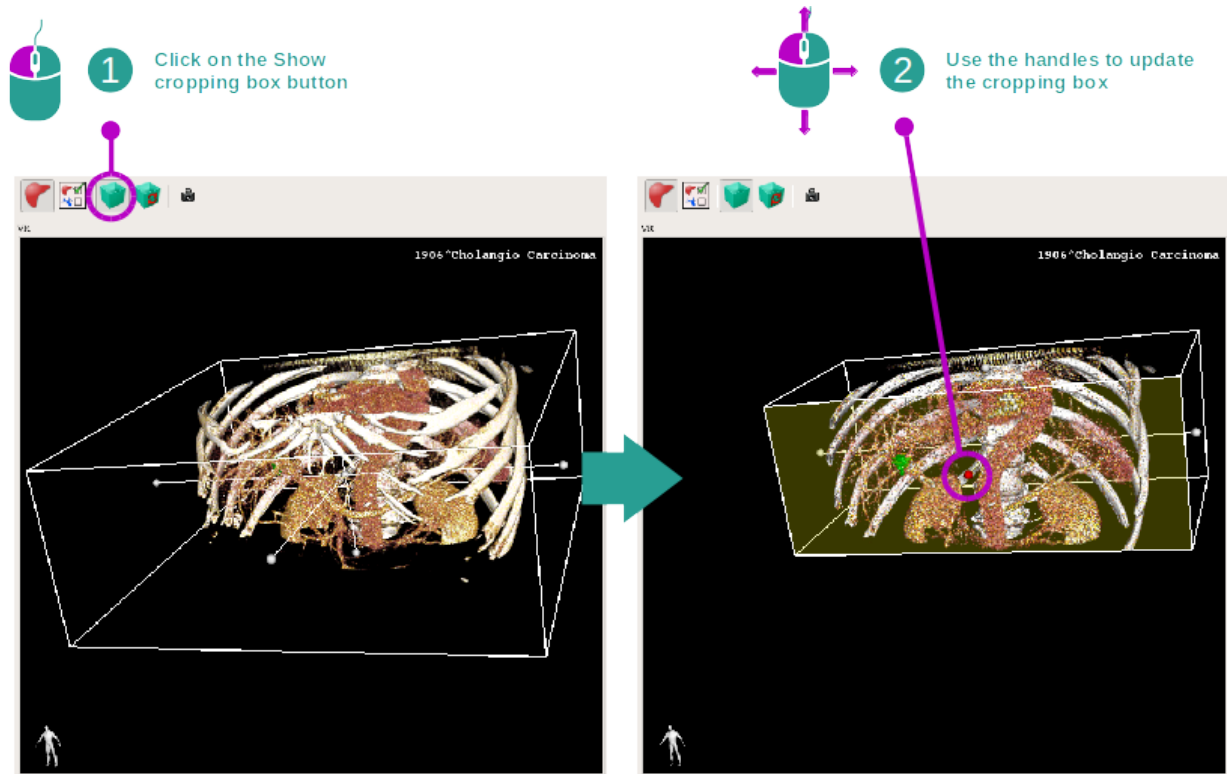 1
Click on the Show
cropping box button
2
Use the handles to update
the cropping box
VR
1906^Cholangio Carcinoma
VR
1906^Cholangio Carcinoma